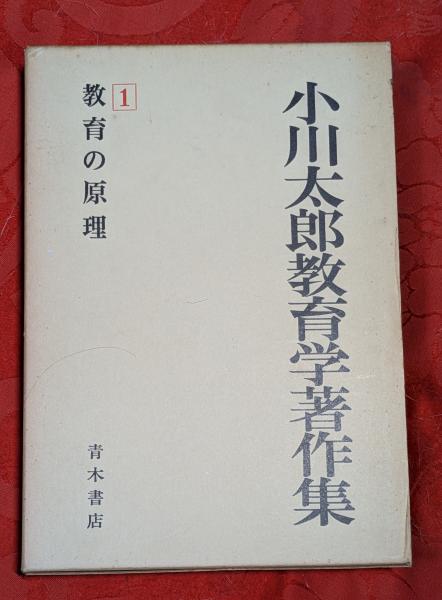 小川太郎教育学著作集
1
教育の原理
青木書店